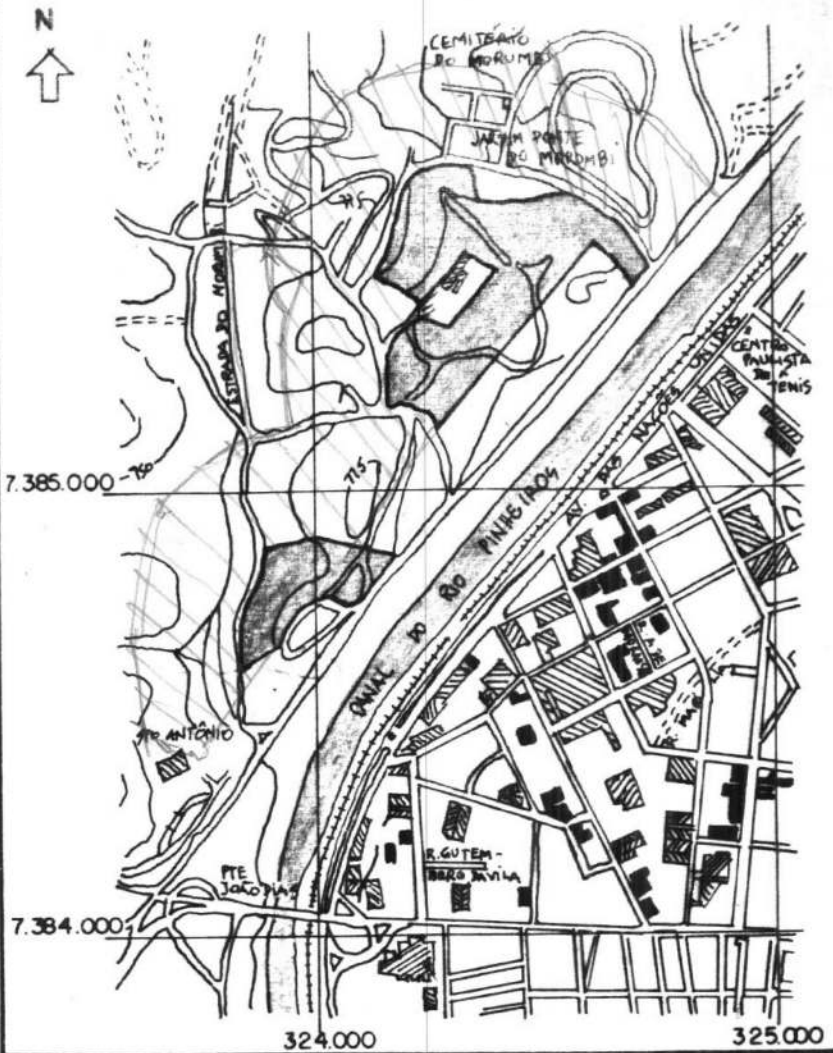 N
CEMITÉRIO
DO MORUMBI
JARDIM PONTE
DO MORUMBI
715
ESTRADA DO MORUMBI
CENTRO
PAULISTA
DE
TENIS
AV. DAS NAÇÕES UNIDAS
7.385.000
750
715
CANAL DO RIO PINHEIROS
STO ANTÔNIO
PTE
JOÃO DIAS
R. GUTEM-
BERG DAVILA
7.384.000
324.000
325.000